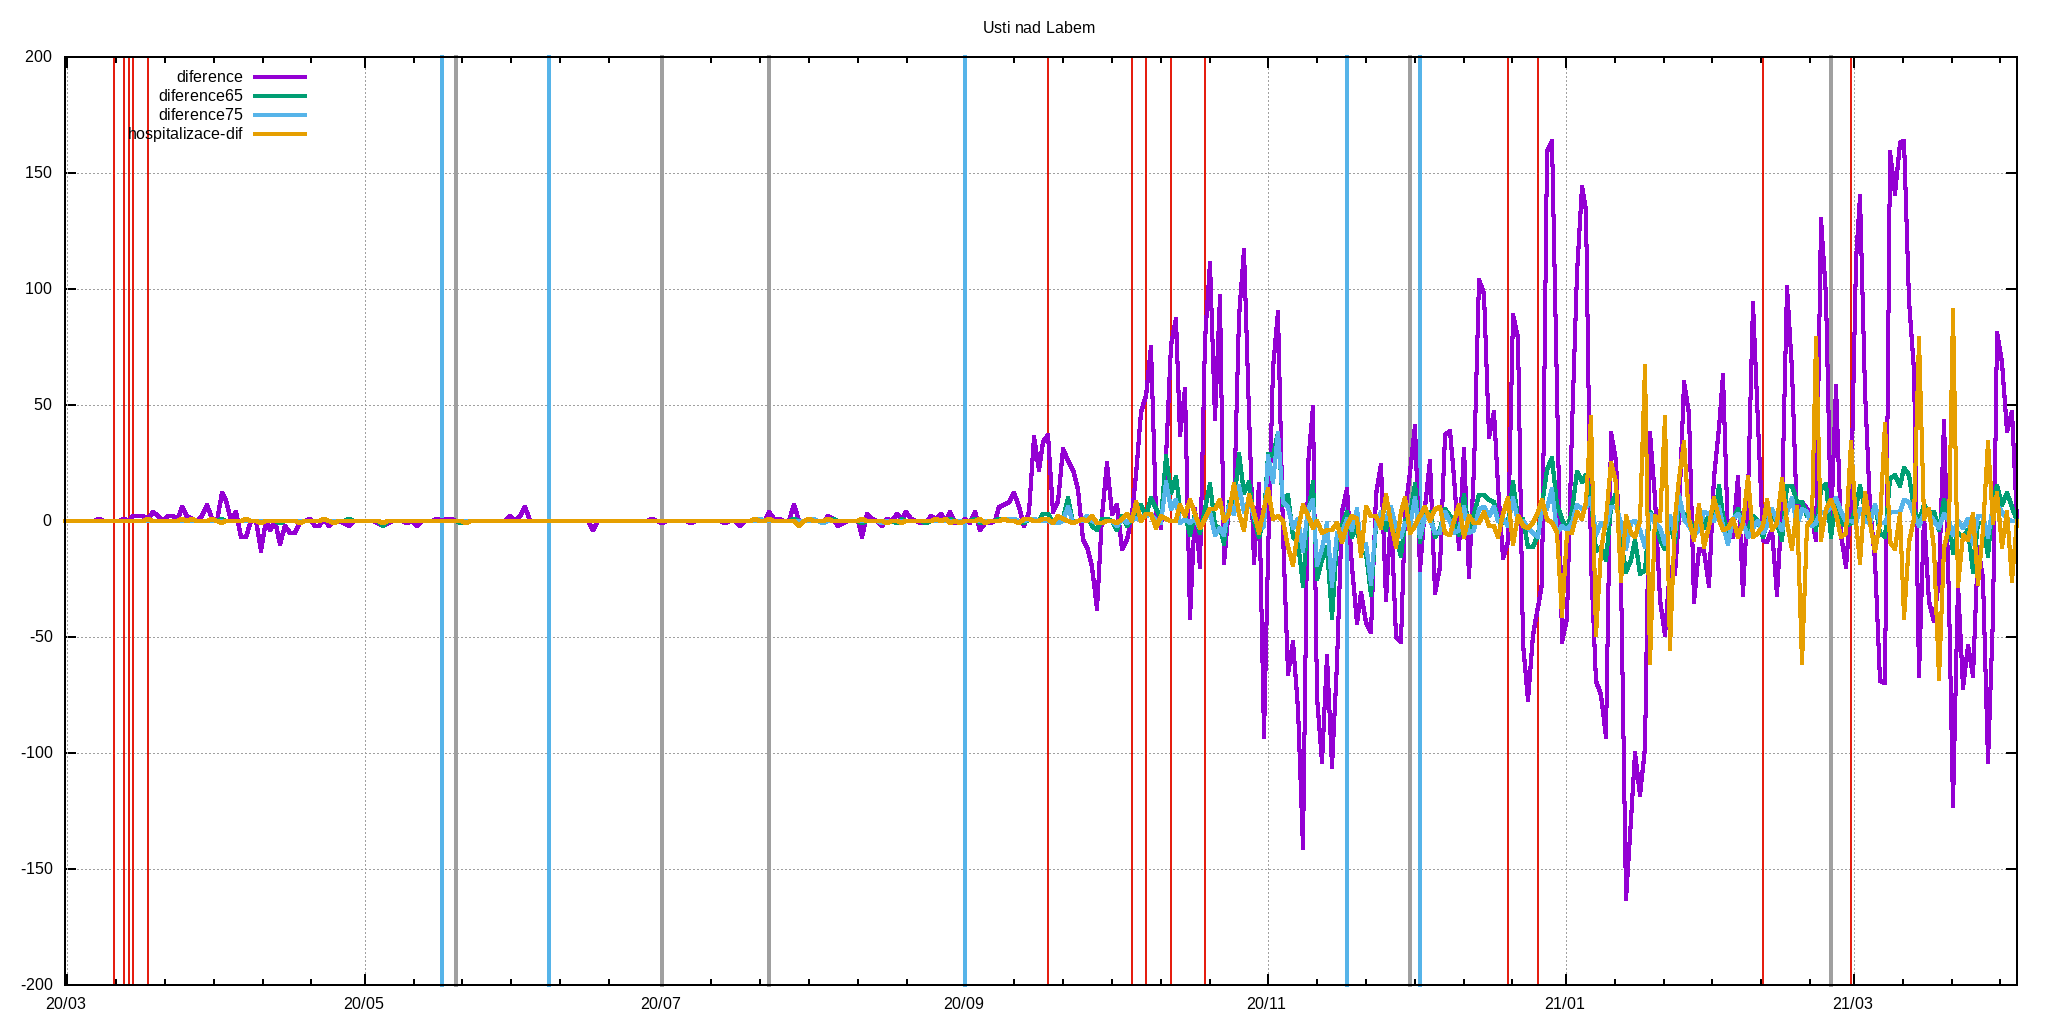 Usti nad Labem
200
150
100
50
0
-50
-100
-150
-200
diference
diference65
diference75
hospitalizace-dif
20/03 20/05 20/07 20/09 20/11 21/01 21/03